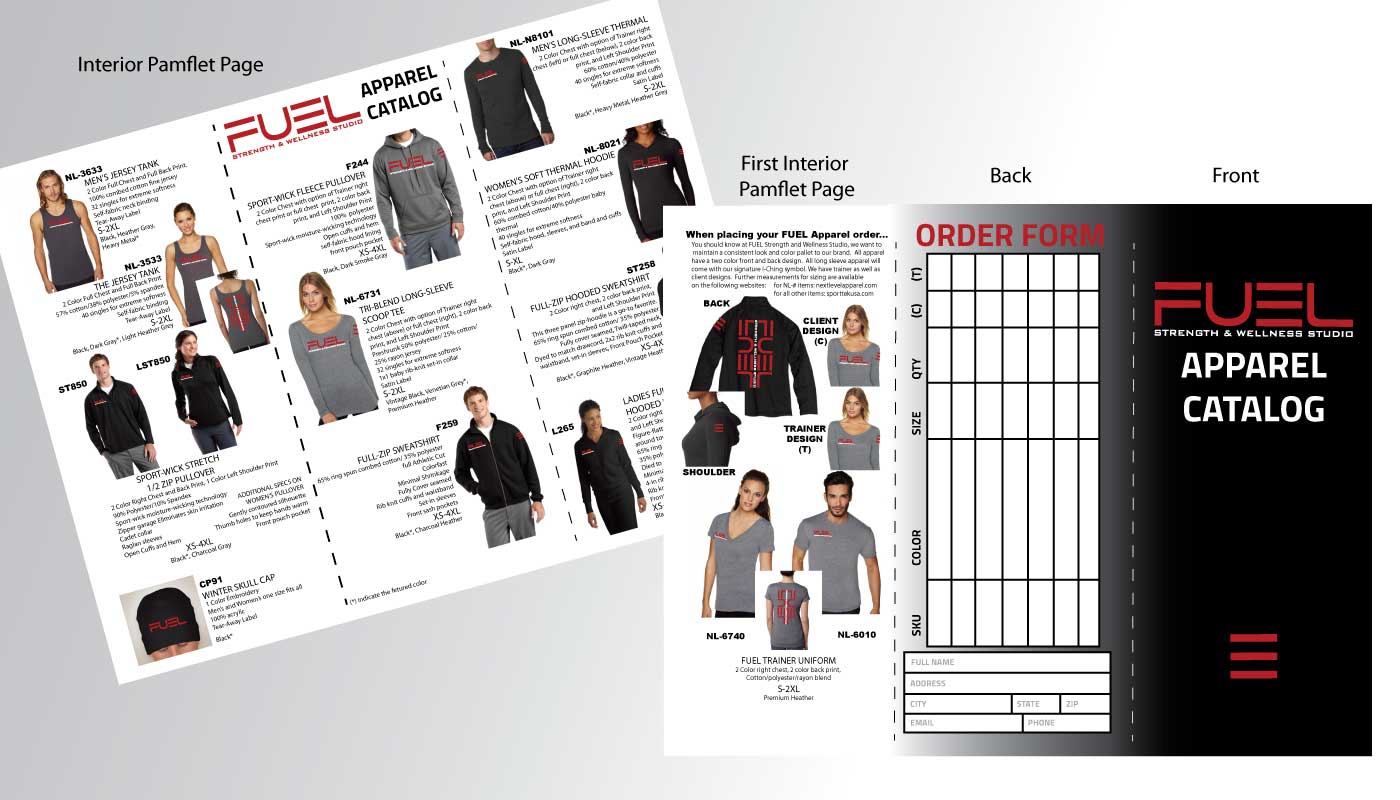 Interior Pamflet Page
FUEL
STRENGTH & WELLNESS STUDIO
APPAREL
CATALOG
NL-3633
MEN'S JERSEY TANK
2 Color Full Chest and Full Back Print,
100% combed cotton fine jersey
32 singles for extreme softness
Self-fabric neck binding
Tear-Away Label
S-2XL
Black, Heather Gray,
Heavy Metal*
NL-3533
THE JERSEY TANK
2 Color Full Chest and Full Back Print
57% cotton/38% polyester/5% spandex
40 singles for extreme softness
Self-fabric binding
Tear-Away Label
S-2XL
Black, Dark Gray*, Light Heather Grey
ST850
LST850
SPORT-WICK STRETCH
1/2 ZIP PULLOVER
2 Color Right Chest and Back Print, 1 Color Left Shoulder Print
90% Polyester/10% Spandex
Sport-wick moisture-wicking technology
Zipper garage Eliminates skin irritation
Cadet collar
Raglan sleeves
Open Cuffs and Hem
XS-4XL
Black*, Charcoal Gray
ADDITIONAL SPECS ON
WOMEN'S PULLOVER
Gently contoured silhouette
Thumb holes to keep hands warm
Front pouch pocket
FUEL
CP91
WINTER SKULL CAP
1 Color Embroidery
Men's and Women's one size fits all
100% acrylic
Tear-Away Label
Black*
F244
SPORT-WICK FLEECE PULLOVER
2 Color Chest with option of Trainer right
chest print or full chest print, 2 color back
print, and Left Shoulder Print
100% polyester
Sport-wick moisture-wicking technology
Open cuffs and hem
self-fabric hood lining
front pouch pocket
XS-4XL
Black, Dark Smoke Gray
FUEL
NL-6731
TRI-BLEND LONG-SLEEVE
SCOOP TEE
2 Color Chest with option of Trainer right
chest (above) or full chest (right), 2 color back
print, and Left Shoulder Print
Preshrunk 50% polyester/ 25% cotton/
25% rayon jersey
32 singles for extreme softness
1x1 baby rib-knit set-in collar
Satin Label
S-2XL
Vintage Black, Venetian Grey*,
Premium Heather
F259
FULL-ZIP SWEATSHIRT
65% ring spun combed cotton/ 35% polyester
full Athletic Cut
Colorfast
Minimal Shrinkage
Fully Cover seamed
Rib knit cuffs and waistband
Set-in sleeves
Front sash pockets
XS-4XL
Black*, Charcoal Heather
(*) Indicate the fetured color
NL-N8101
MEN'S LONG-SLEEVE THERMAL
2 Color Chest with option of Trainer right
chest (left) or full chest (below), 2 color back
print, and Left Shoulder Print
60% cotton/40% polyester
40 singles for extreme softness
Self-fabric collar and cuffs
Satin Label
S-2XL
Black*, Heavy Metal, Heather Grey
FUEL
NL-8021
WOMEN'S SOFT THERMAL HOODIE
2 Color Chest with option of Trainer right
chest (above) or full chest (right), 2 color back
print, and Left Shoulder Print
60% combed cotton/40% polyester baby
thermal
40 singles for extreme softness
Self-fabric hood, sleeves, and band and cuffs
Satin Label
S-XL
Black*, Dark Gray
ST258
FULL-ZIP HOODED SWEATSHIRT
2 Color right chest, 2 color back print,
and Left Shoulder Print
This three panel zip hoodie is a go-to favorite.
65% ring spun combed cotton/ 35% polyester
Fully cover seamed, Twill-taped neck,
Dyed to match drawcord, 2x2 rib knit cuffs and
waistband, set-in sleeves, Front Pouch Pocket
XS-4X
Black*, Graphite Heather, Vintage Heat
L265
LADIES FU
HOODED
2 Color right
and Left Sho
Figure-flatt
around to
65% ring
35% pol
Died to
Minima
4-in ri
Rib k
Fron
XS-
Bla
First Interior
Pamflet Page
Back
Front
When placing your FUEL Apparel order...
You should know at FUEL Strength and Wellness Studio, we want to
maintain a consistent look and color pallet to our brand. All apparel
have a two color front and back design. All long sleeve apparel will
come with our signature I-Ching symbol. We have trainer as well as
client designs. Further meaurements for sizing are available
on the following websites: for NL-# items: nextlevelapparel.com
for all other items: sporttekusa.com
BACK
CLIENT
DESIGN
(C)
TRAINER
DESIGN
(T)
SHOULDER
NL-6740
NL-6010
FUEL TRAINER UNIFORM
2 Color right chest, 2 color back print,
Cotton/polyester/rayon blend
S-2XL
Premium Heather
ORDER FORM
(T)
(C)
QTY
SIZE
COLOR
SKU
FULL NAME
ADDRESS
CITY
STATE
ZIP
EMAIL
PHONE
FUEL
STRENGTH & WELLNESS STUDIO
APPAREL
CATALOG